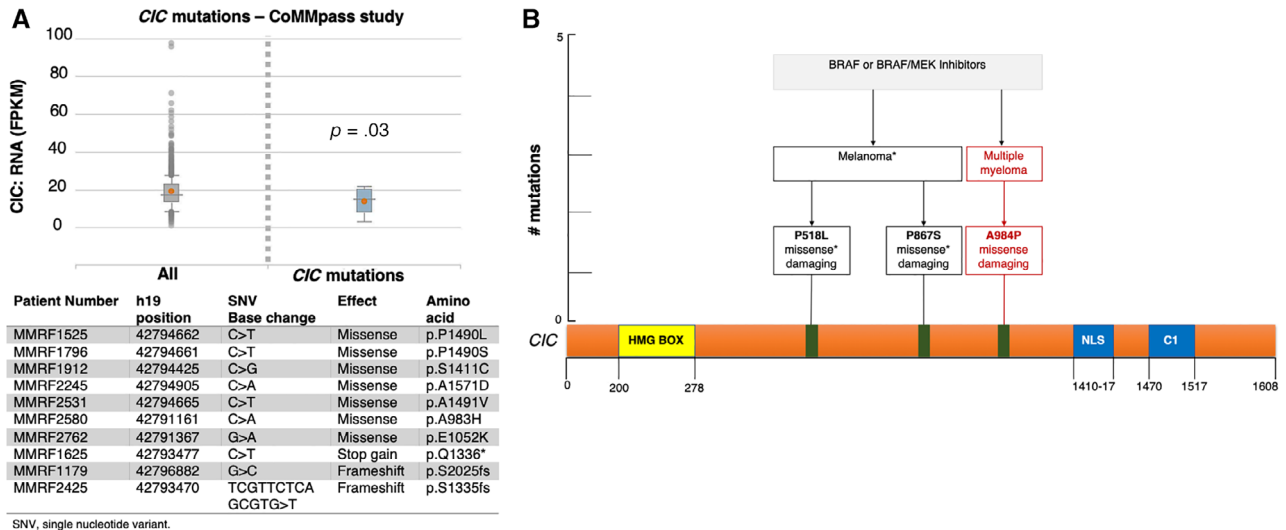 A
CIC mutations – CoMMpass study
CIC: RNA (FPKM)
100
80
60
40
20
0
p = .03
All
CIC mutations
Patient Number h19 position SNV Base change Effect Amino acid
MMRF1525 42794662 C>T Missense p.P1490L
MMRF1796 42794661 C>T Missense p.P1490S
MMRF1912 42794425 C>G Missense p.S1411C
MMRF2245 42794905 C>A Missense p.A1571D
MMRF2531 42794665 C>T Missense p.A1491V
MMRF2580 42791161 C>A Missense p.A983H
MMRF2762 42791367 G>A Missense p.E1052K
MMRF1625 42793477 C>T Stop gain p.Q1336*
MMRF1179 42796882 G>C Frameshift p.S2025fs
MMRF2425 42793470 TCGTTCTCA Frameshift p.S1335fs
GCGTG>T
SNV, single nucleotide variant.
B
# mutations
5
0
BRAF or BRAF/MEK Inhibitors
Melanoma*
Multiple
myeloma
P518L
missense*
damaging
P867S
missense*
damaging
A984P
missense
damaging
CIC
HMG BOX
NLS
C1
0
200
278
1410-17
1470
1517
1608